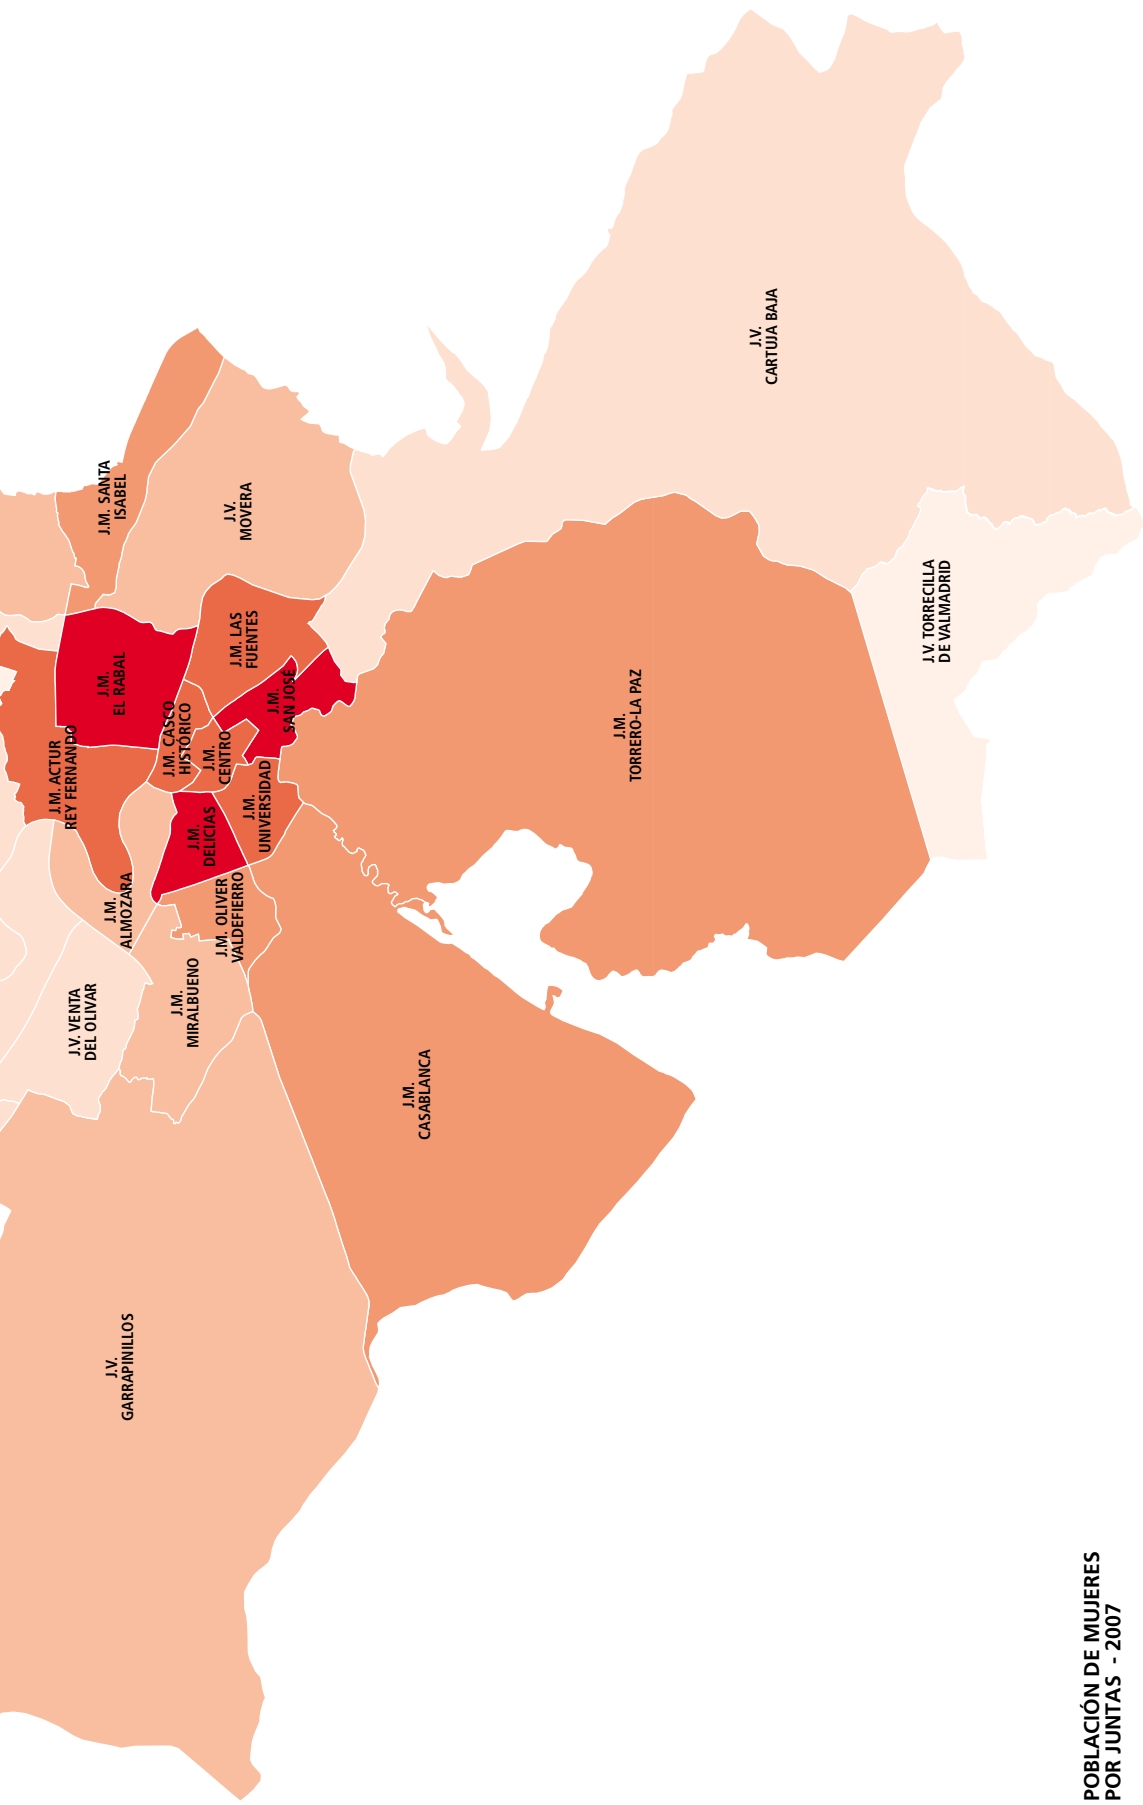 J.M. SANTA
ISABEL
J.V.
MOVERA
J.V.
CARTUJA BAJA
J.M.
EL RABAL
J.M. LAS
FUENTES
J.M.
SAN JOSÉ
J.V. TORRECILLA
DE VALMADRID
J.M. ACTUR
REY FERNANDO
J.M. CASCO
HISTÓRICO
J.M.
CENTRO
J.M.
UNIVERSIDAD
J.M.
TORRERO-LA PAZ
J.M.
DELICIAS
J.M.
ALMOZARA
J.M. OLIVER
VALDEFIERRO
J.V. VENTA
DEL OLIVAR
J.M.
MIRALBUENO
J.M.
CASABLANCA
J.V.
GARRAPINILLOS
POBLACIÓN DE MUJERES
POR JUNTAS - 2007